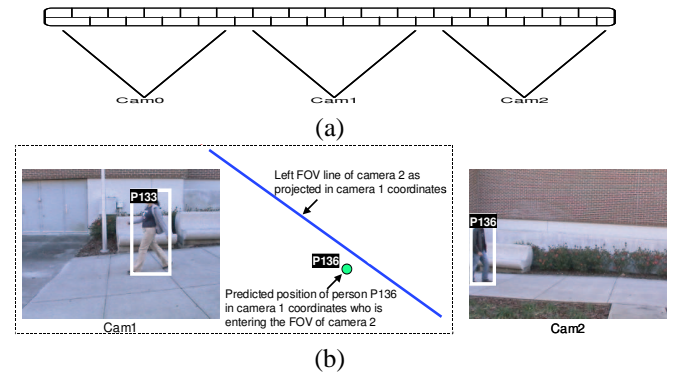 Cam0
Cam1
Cam2
(a)
Left FOV line of camera 2 as
projected in camera 1 coordinates
P133
P136
P136
Predicted position of person P136
in camera 1 coordinates who is
entering the FOV of camera 2
Cam1
Cam2
(b)